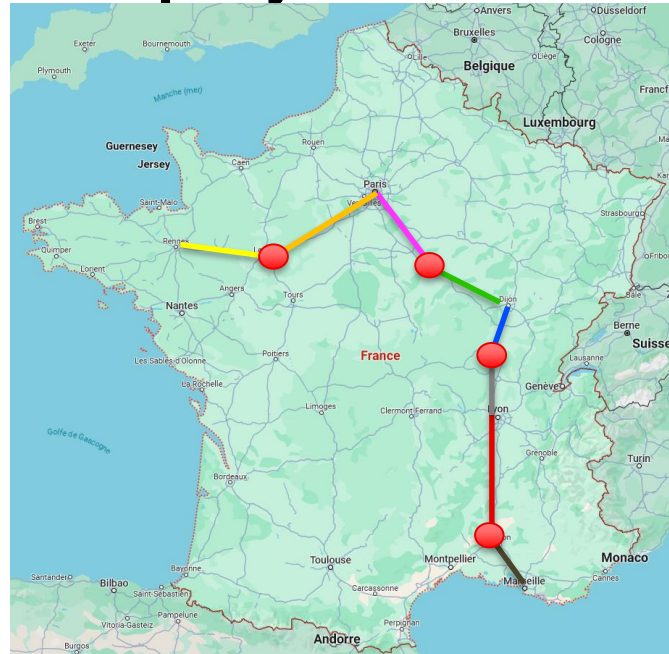 Anvers
Dusseldorf
Exeter
Bournemouth
Bruxelles
Lille
Liège
Cologne
Plymouth
Belgique
Manche (mer)
Francf
Luxembourg
Guernesey
Rouen
Jersey
Caen
Paris
Versailles
Saint-Malo
Strasbourg
Brest
Rennes
Quimper
Lorient
Angers
Tours
Dijon
Bâle
Nantes
Berne
Suisse
Les Sables-d'Olonne
Poitiers
France
Lausanne
La Rochelle
Genève
Limoges
Clermont Ferrand
Lyon
Golfe de Gascogne
Grenoble
Turin
Bordeaux
Toulouse
Montpellier
Monaco
Bayonne
Cannes
Santander
Bilbao
Saint Sébastien
Carcassonne
Marseille
Vitoria-Gasteiz
Pampelune
Perpignan
Burgos
Andorre